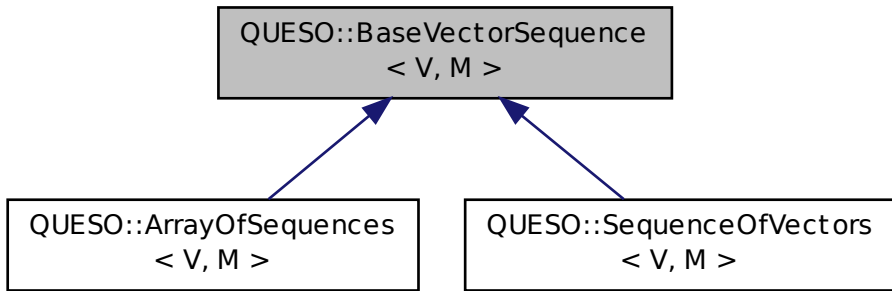 QUESO::BaseVectorSequence
< V, M >
QUESO::ArrayOfSequences
< V, M >
QUESO::SequenceOfVectors
< V, M >